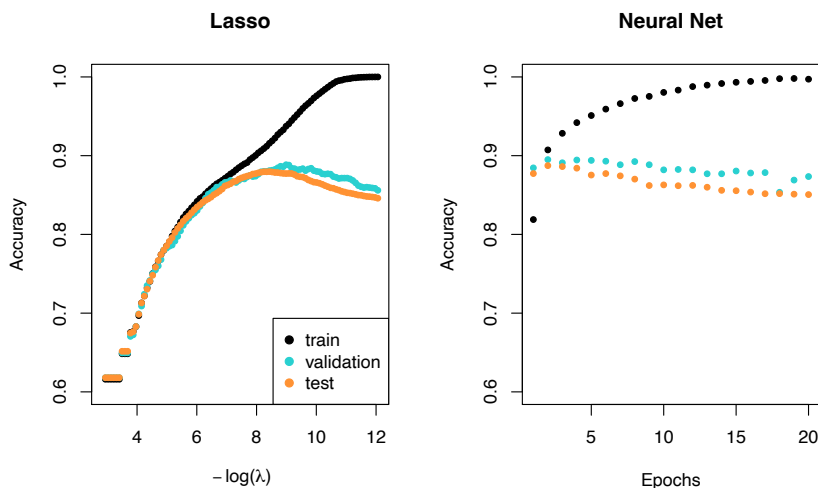 Lasso
Accuracy
1.0
0.9
0.8
0.7
0.6
train
validation
test
4 6 8 10 12
− log(λ)
Neural Net
Accuracy
1.0
0.9
0.8
0.7
0.6
5 10 15 20
Epochs